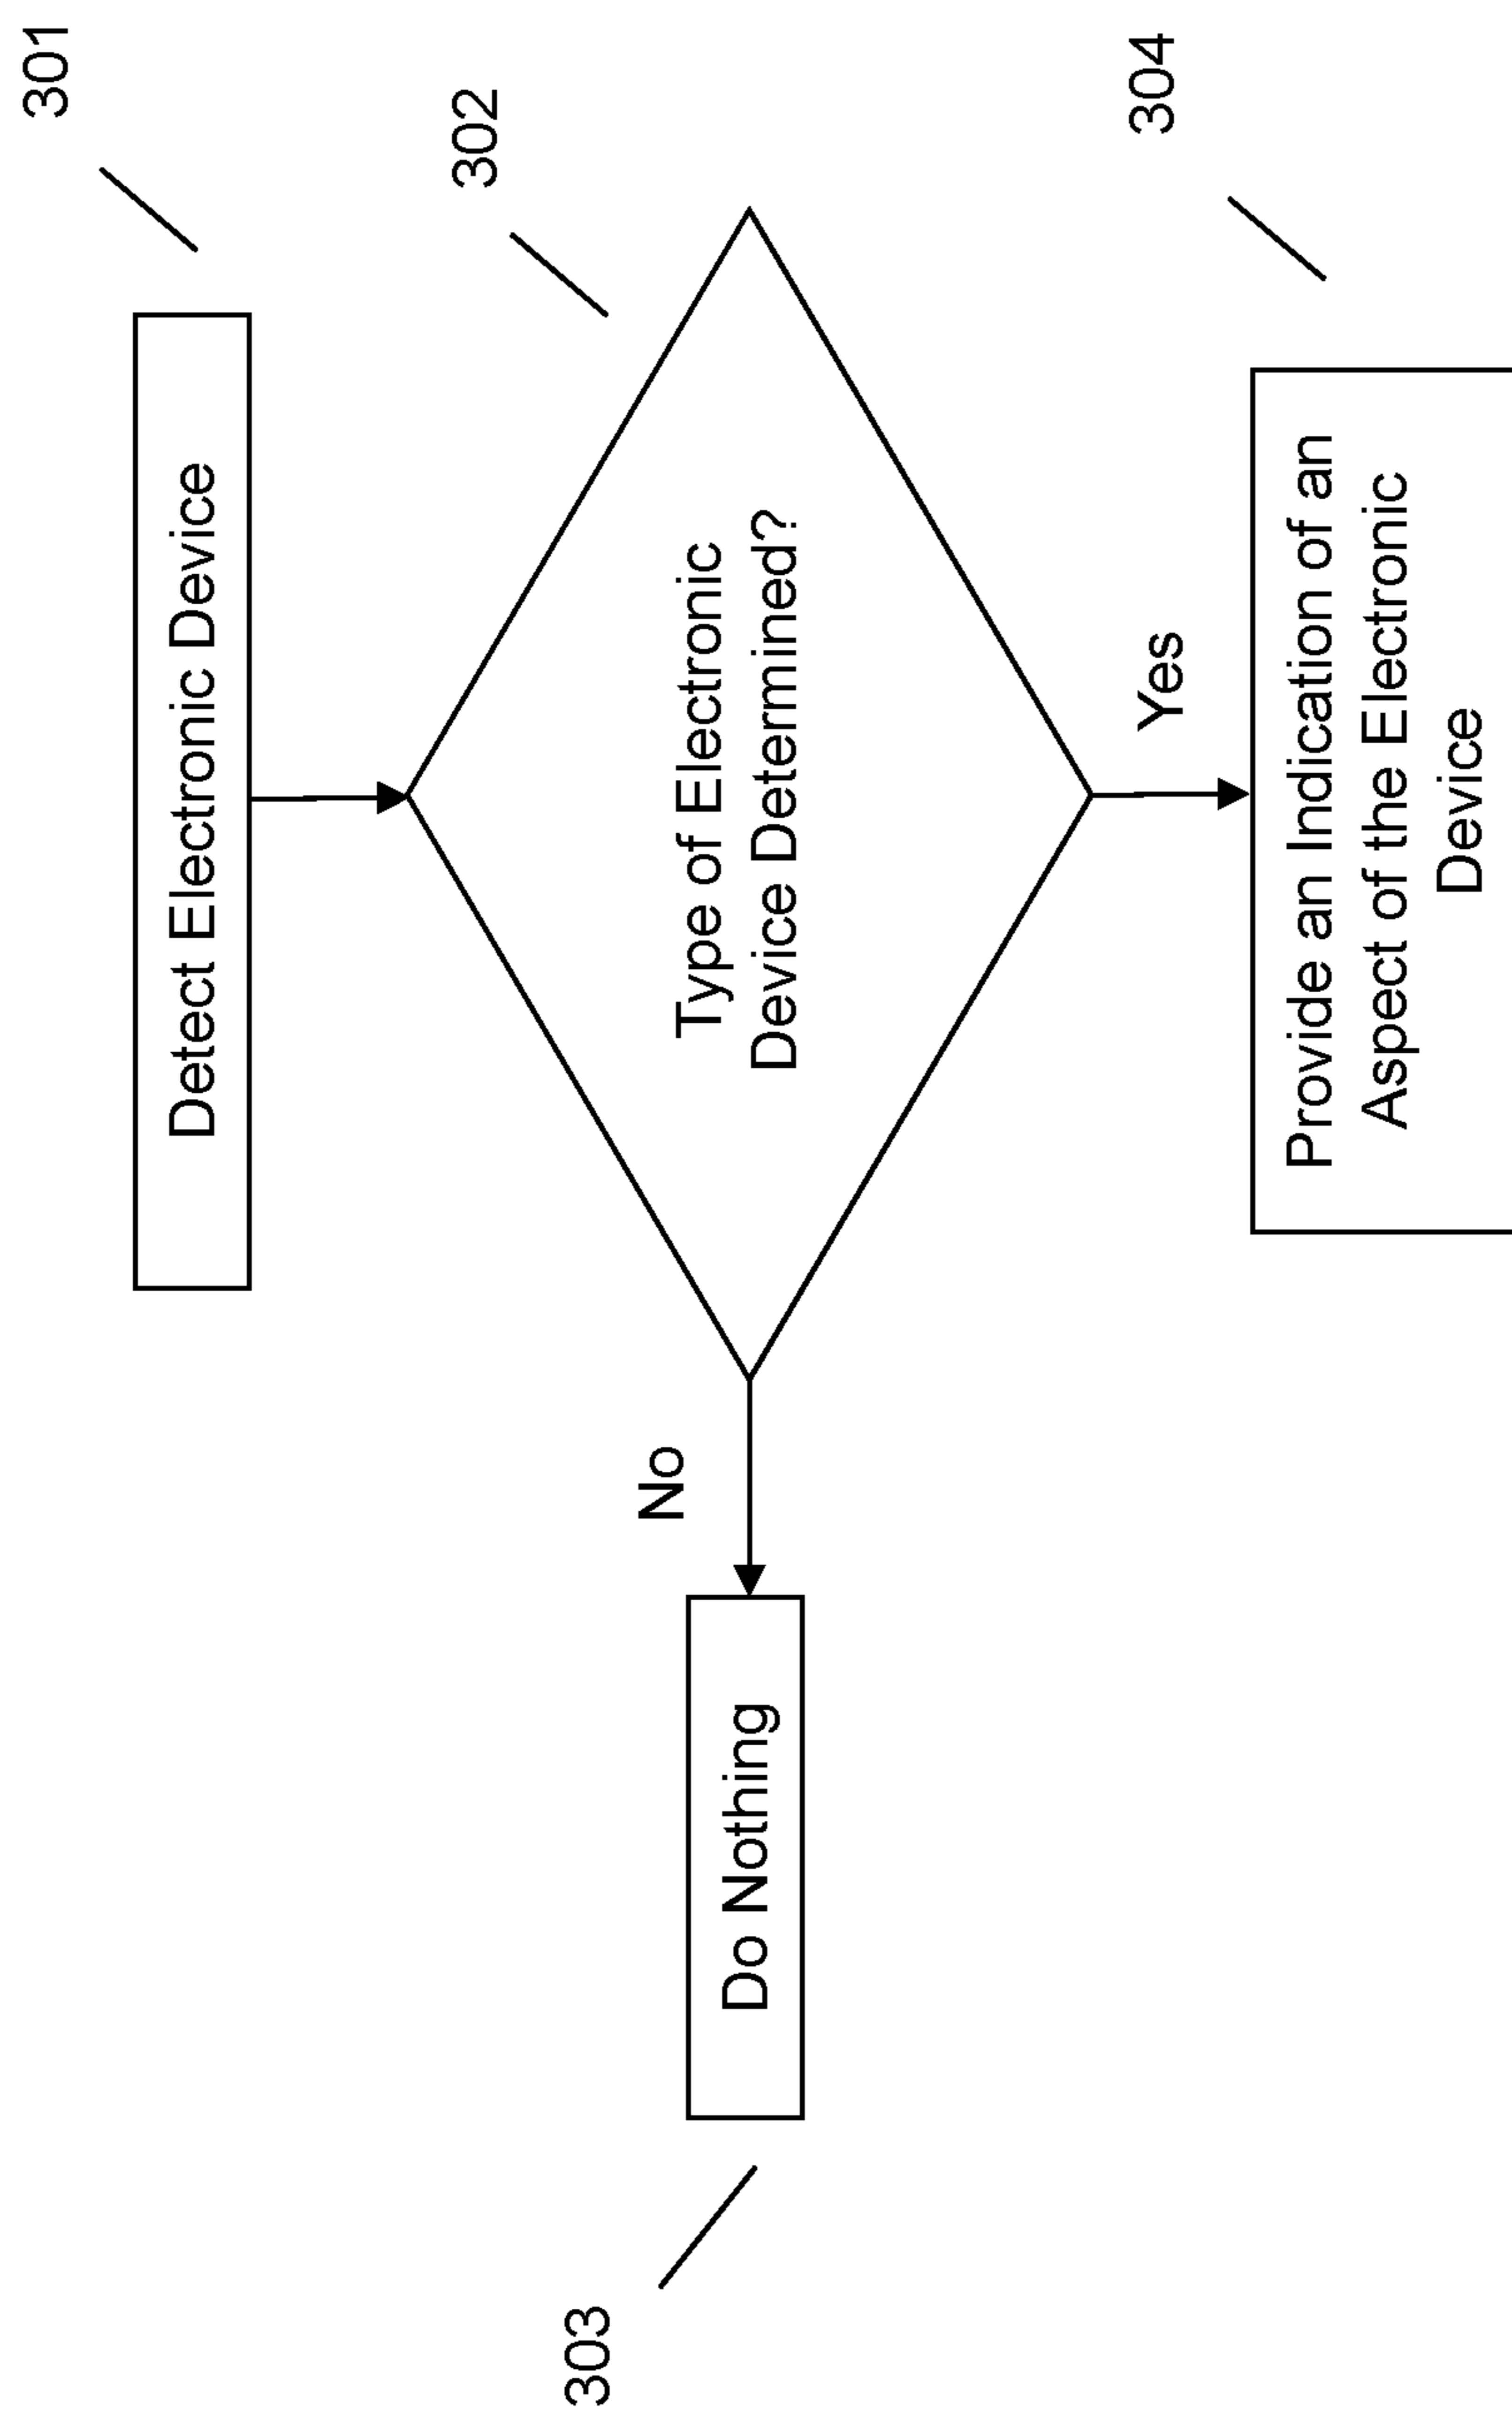 301
Detect Electronic Device
302
Type of Electronic
Device Determined?
No
Do Nothing
303
Yes
304
Provide an Indication of an
Aspect of the Electronic
Device